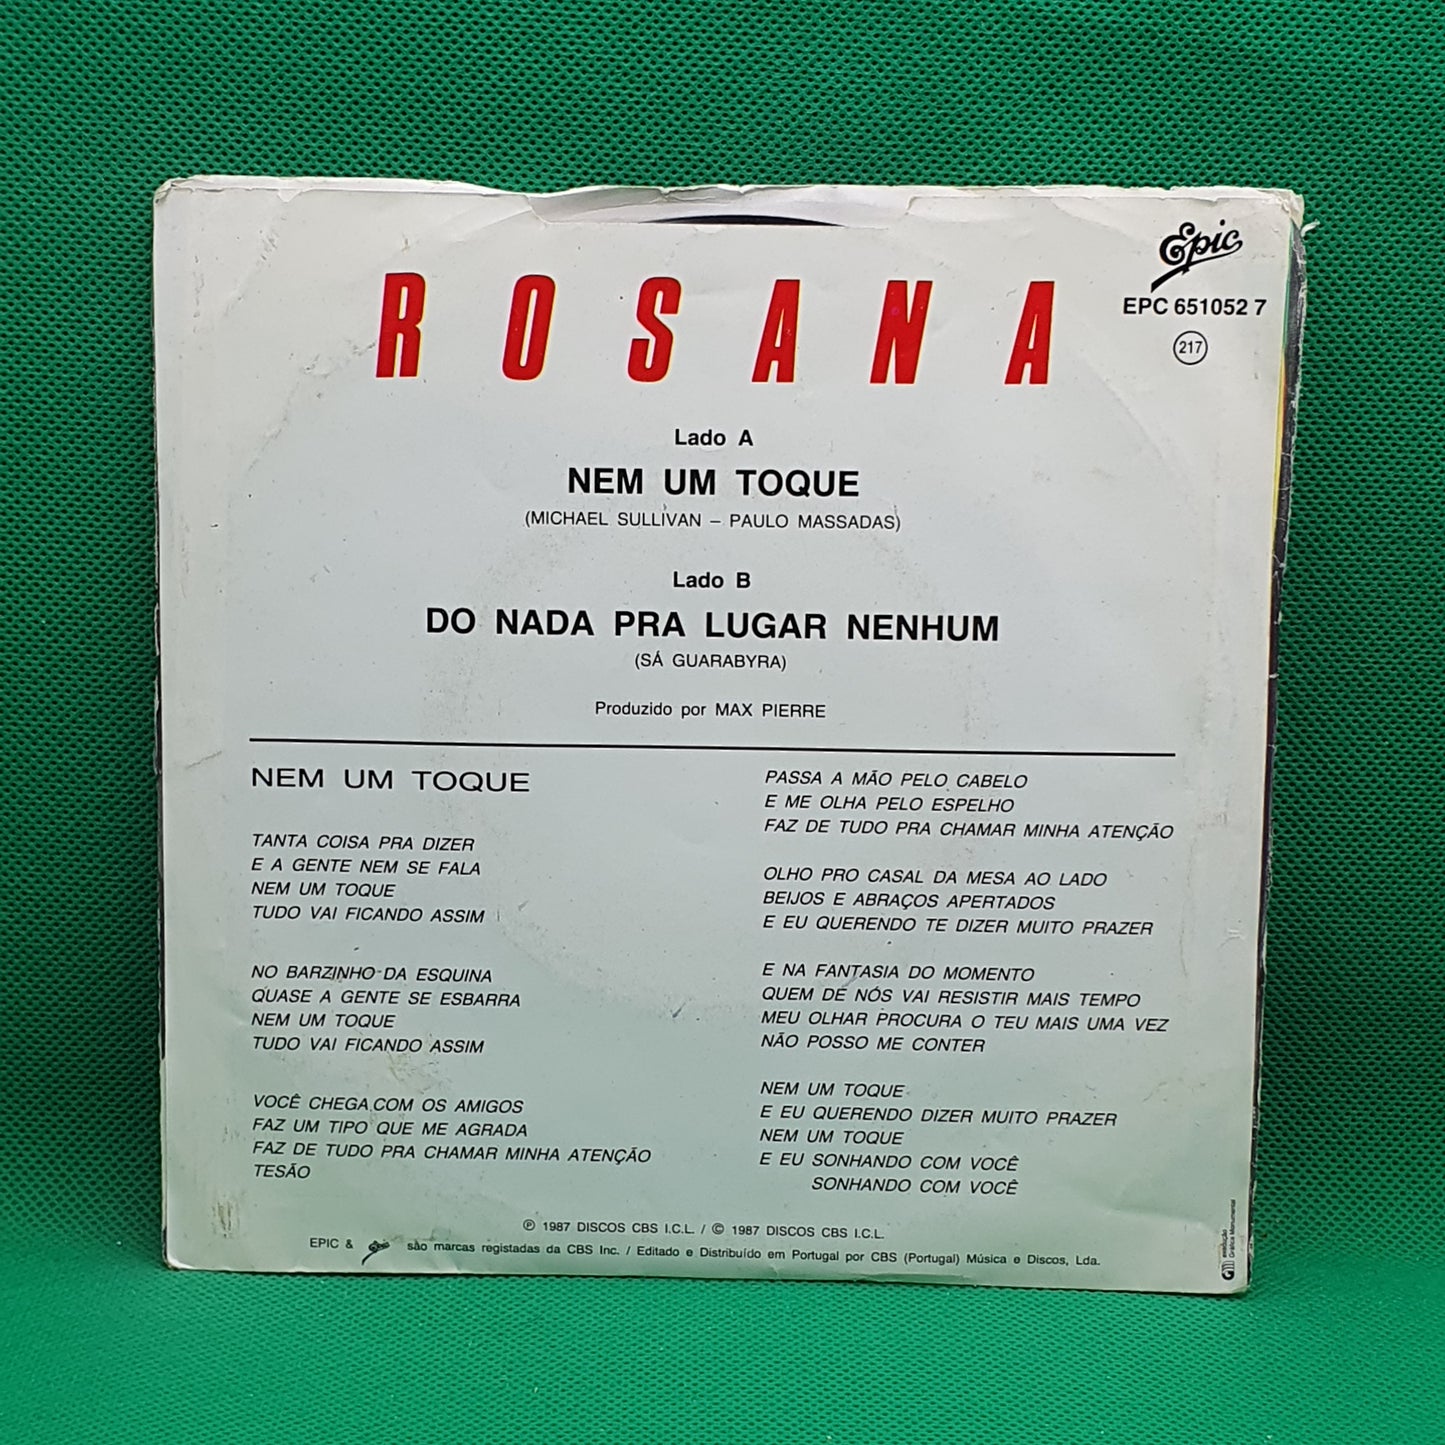 Epic
EPC 651052 7
217
ROSANA
Lado A
NEM UM TOQUE
(MICHAEL SULLIVAN – PAULO MASSADAS)
Lado B
DO NADA PRA LUGAR NENHUM
(SÁ GUARABYRA)
Produzido por MAX PIERRE
NEM UM TOQUE
TANTA COISA PRA DIZER
E A GENTE NEM SE FALA
NEM UM TOQUE
TUDO VAI FICANDO ASSIM
NO BARZINHO DA ESQUINA
QUASE A GENTE SE ESBARRA
NEM UM TOQUE
TUDO VAI FICANDO ASSIM
VOCÊ CHEGA COM OS AMIGOS
FAZ UM TIPO QUE ME AGRADA
FAZ DE TUDO PRA CHAMAR MINHA ATENÇÃO
TESÃO
PASSA A MÃO PELO CABELO
E ME OLHA PELO ESPELHO
FAZ DE TUDO PRA CHAMAR MINHA ATENÇÃO
OLHO PRO CASAL DA MESA AO LADO
BEIJOS E ABRAÇOS APERTADOS
E EU QUERENDO TE DIZER MUITO PRAZER
E NA FANTASIA DO MOMENTO
QUEM DE NÓS VAI RESISTIR MAIS TEMPO
MEU OLHAR PROCURA O TEU MAIS UMA VEZ
NÃO POSSO ME CONTER
NEM UM TOQUE
E EU QUERENDO DIZER MUITO PRAZER
NEM UM TOQUE
E EU SONHANDO COM VOCÊ
SONHANDO COM VOCÊ
℗ 1987 DISCOS CBS I.C.L. / © 1987 DISCOS CBS I.C.L.
EPIC & Epic são marcas registadas da CBS Inc. / Editado e Distribuído em Portugal por CBS (Portugal) Música e Discos, Lda.
execução
Gráfica Monumental